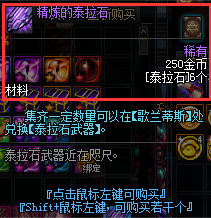 精炼的泰拉石
可购买
稀有
250金币
[泰拉石]6个
材料
集齐一定数量可以在【歌兰蒂斯】处
兑换【泰拉石武器】。
泰拉石武器近在咫尺。
绑定
『点击鼠标左键可购买』
『Shift+鼠标左键，可购买若干个』